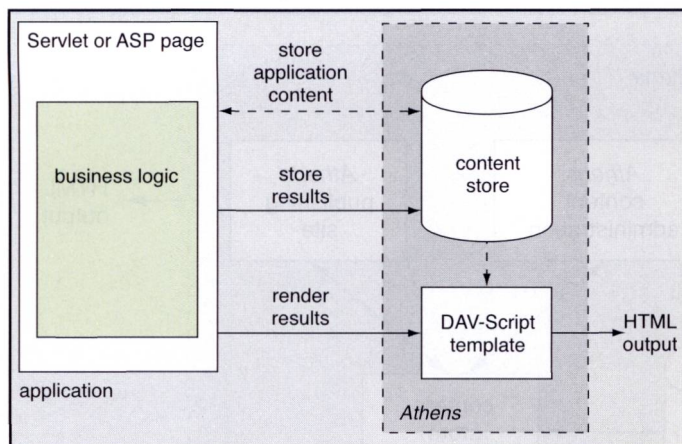 Servlet or ASP page
business logic
application
store
application
content
store
results
render
results
content
store
DAV-Script
template
Athens
HTML
output